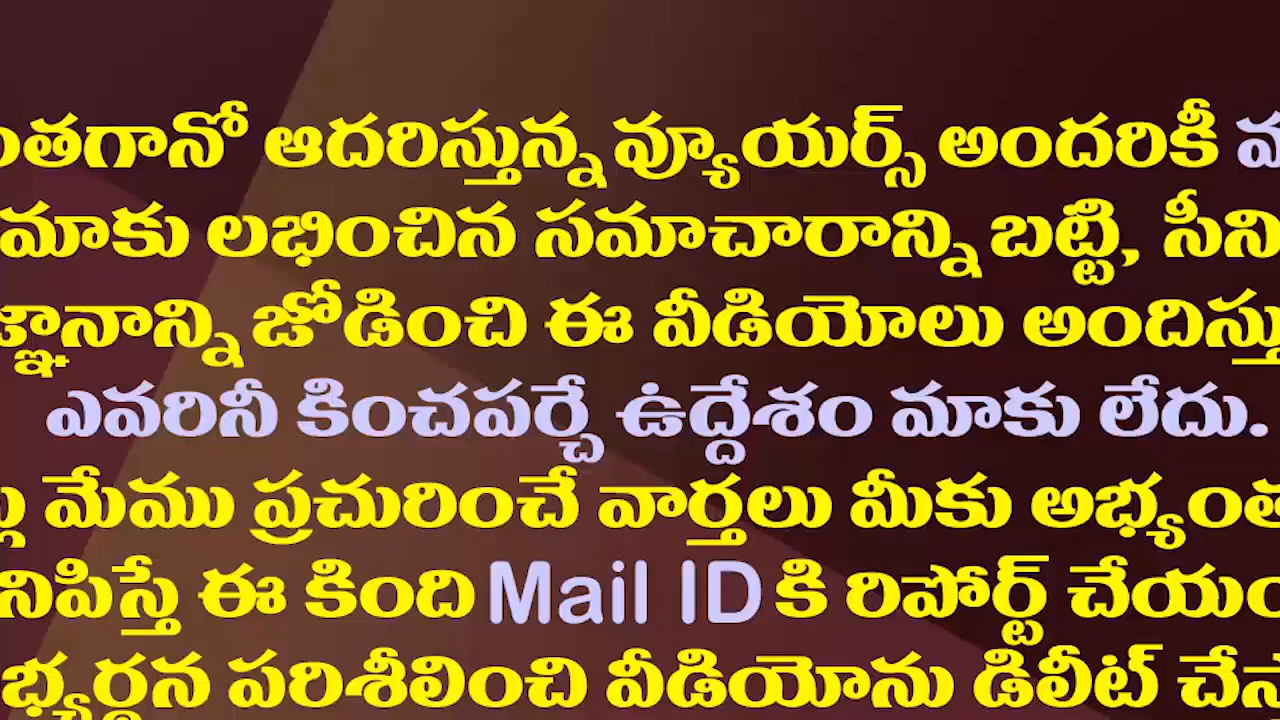 ంతగానో ఆదరిస్తున్న వ్యూయర్స్ అందరికీ
మాకు లభించిన సమాచారాన్ని బట్టి, సీని
జ్ఞానాన్ని జోడించి ఈ వీడియోలు అందిస్తు
ఎవరినీ కించపర్చే ఉద్దేశం మాకు లేదు.
మేము ప్రచురించే వార్తలు మీకు అభ్యంత
నిపిస్తే ఈ కింది Mail ID కి రిపోర్ట్ చేయం
భ్యర్ధన పరిశీలించి వీడియోను డిలీట్ చేస